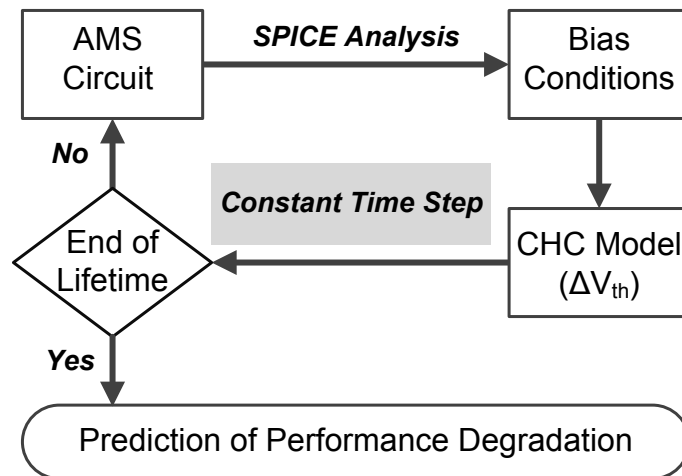 AMS
Circuit
SPICE Analysis
Bias
Conditions
No
Constant Time Step
End of
Lifetime
CHC Model
(ΔVth)
Yes
Prediction of Performance Degradation